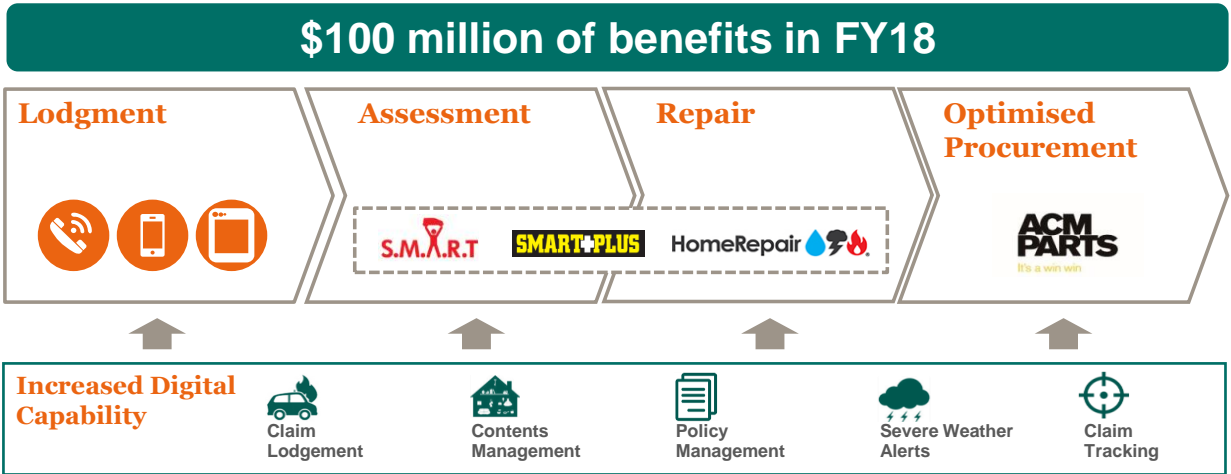 $100 million of benefits in FY18
Lodgment
Assessment
Repair
Optimised
Procurement
S.M.A.R.T
SMART PLUS
HomeRepair
ACM
PARTS
It's a win win
Increased Digital
Capability
Claim
Lodgement
Contents
Management
Policy
Management
Severe Weather
Alerts
Claim
Tracking